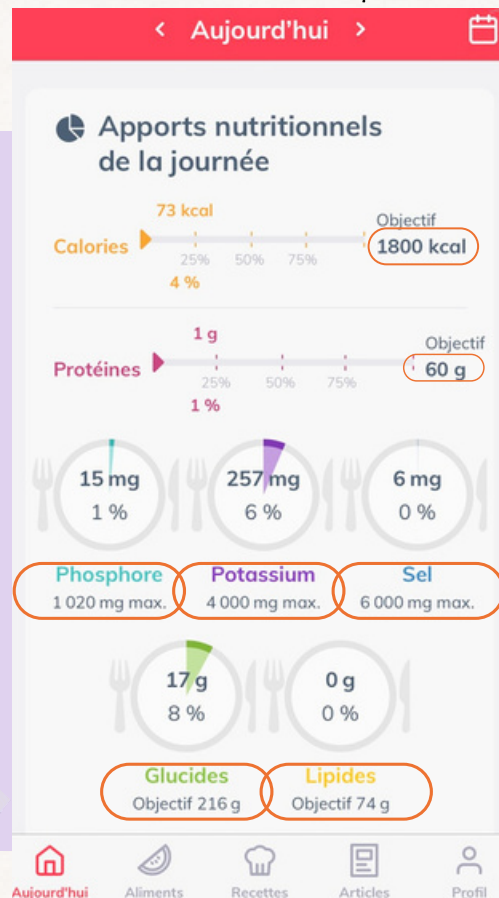 < Aujourd'hui >
Apports nutritionnels
de la journée
73 kcal
Objectif
Calories
1800 kcal
25% 50% 75%
4 %
1 g
Objectif
Protéines
60 g
25% 50% 75%
1 %
15 mg 257 mg 6 mg
1 % 6 % 0 %
Phosphore Potassium Sel
1 020 mg max. 4 000 mg max. 6 000 mg max.
17 g 0 g
8 % 0 %
Glucides Lipides
Objectif 216 g Objectif 74 g
Aujourd'hui Aliments Recettes Articles Profil